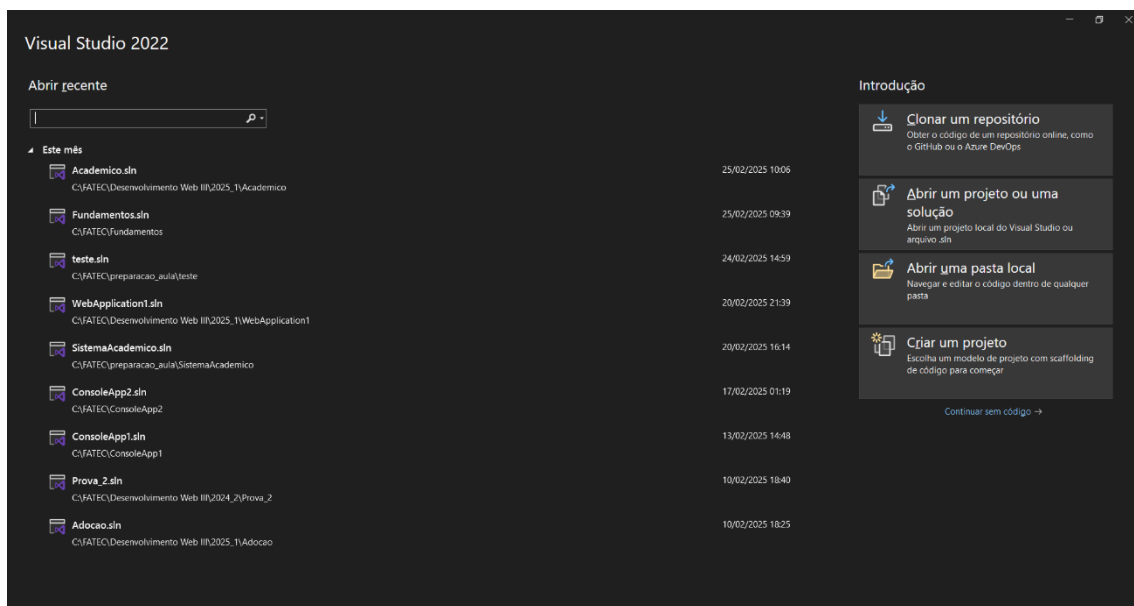 Visual Studio 2022
Abrir recente
Este mês
Academico.sln
25/02/2025 10:06
C:\FATEC\Desenvolvimento Web III\2025_1\Academico
Fundamentos.sln
25/02/2025 09:39
C:\FATEC\Fundamentos
teste.sln
24/02/2025 14:59
C:\FATEC\preparacao_aula\teste
WebApplication1.sln
20/02/2025 21:39
C:\FATEC\Desenvolvimento Web III\2025_1\WebApplication1
SistemaAcademico.sln
20/02/2025 16:14
C:\FATEC\preparacao_aula\SistemaAcademico
ConsoleApp2.sln
17/02/2025 01:19
C:\FATEC\ConsoleApp2
ConsoleApp1.sln
13/02/2025 14:48
C:\FATEC\ConsoleApp1
Prova_2.sln
10/02/2025 18:40
C:\FATEC\Desenvolvimento Web III\2024_2\Prova_2
Adocao.sln
10/02/2025 18:25
C:\FATEC\Desenvolvimento Web III\2025_1\Adocao
Introdução
Clonar um repositório
Obter o código de um repositório online, como
o GitHub ou o Azure DevOps
Abrir um projeto ou uma
solução
Abrir um projeto local do Visual Studio ou
arquivo .sln
Abrir uma pasta local
Navegar e editar o código dentro de qualquer
pasta
Criar um projeto
Escolha um modelo de projeto com scaffolding
de código para começar
Continuar sem código →